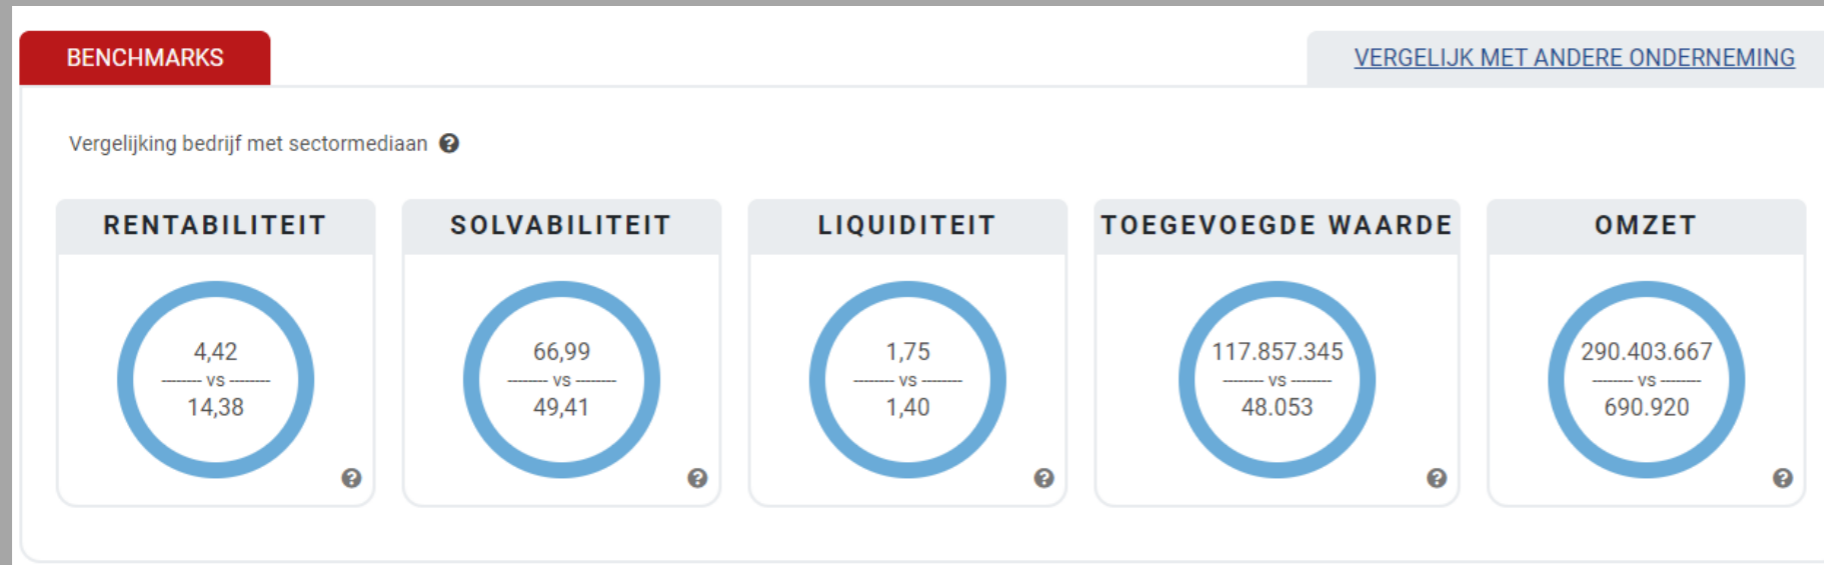 BENCHMARKS
VERGELIJK MET ANDERE ONDERNEMING
Vergelijking bedrijf met sectormediaan
RENTABILITEIT
4,42
-------- vs --------
14,38
SOLVABILITEIT
66,99
-------- vs --------
49,41
LIQUIDITEIT
1,75
-------- vs --------
1,40
TOEGEVOEGDE WAARDE
117.857.345
-------- vs --------
48.053
OMZET
290.403.667
-------- vs --------
690.920